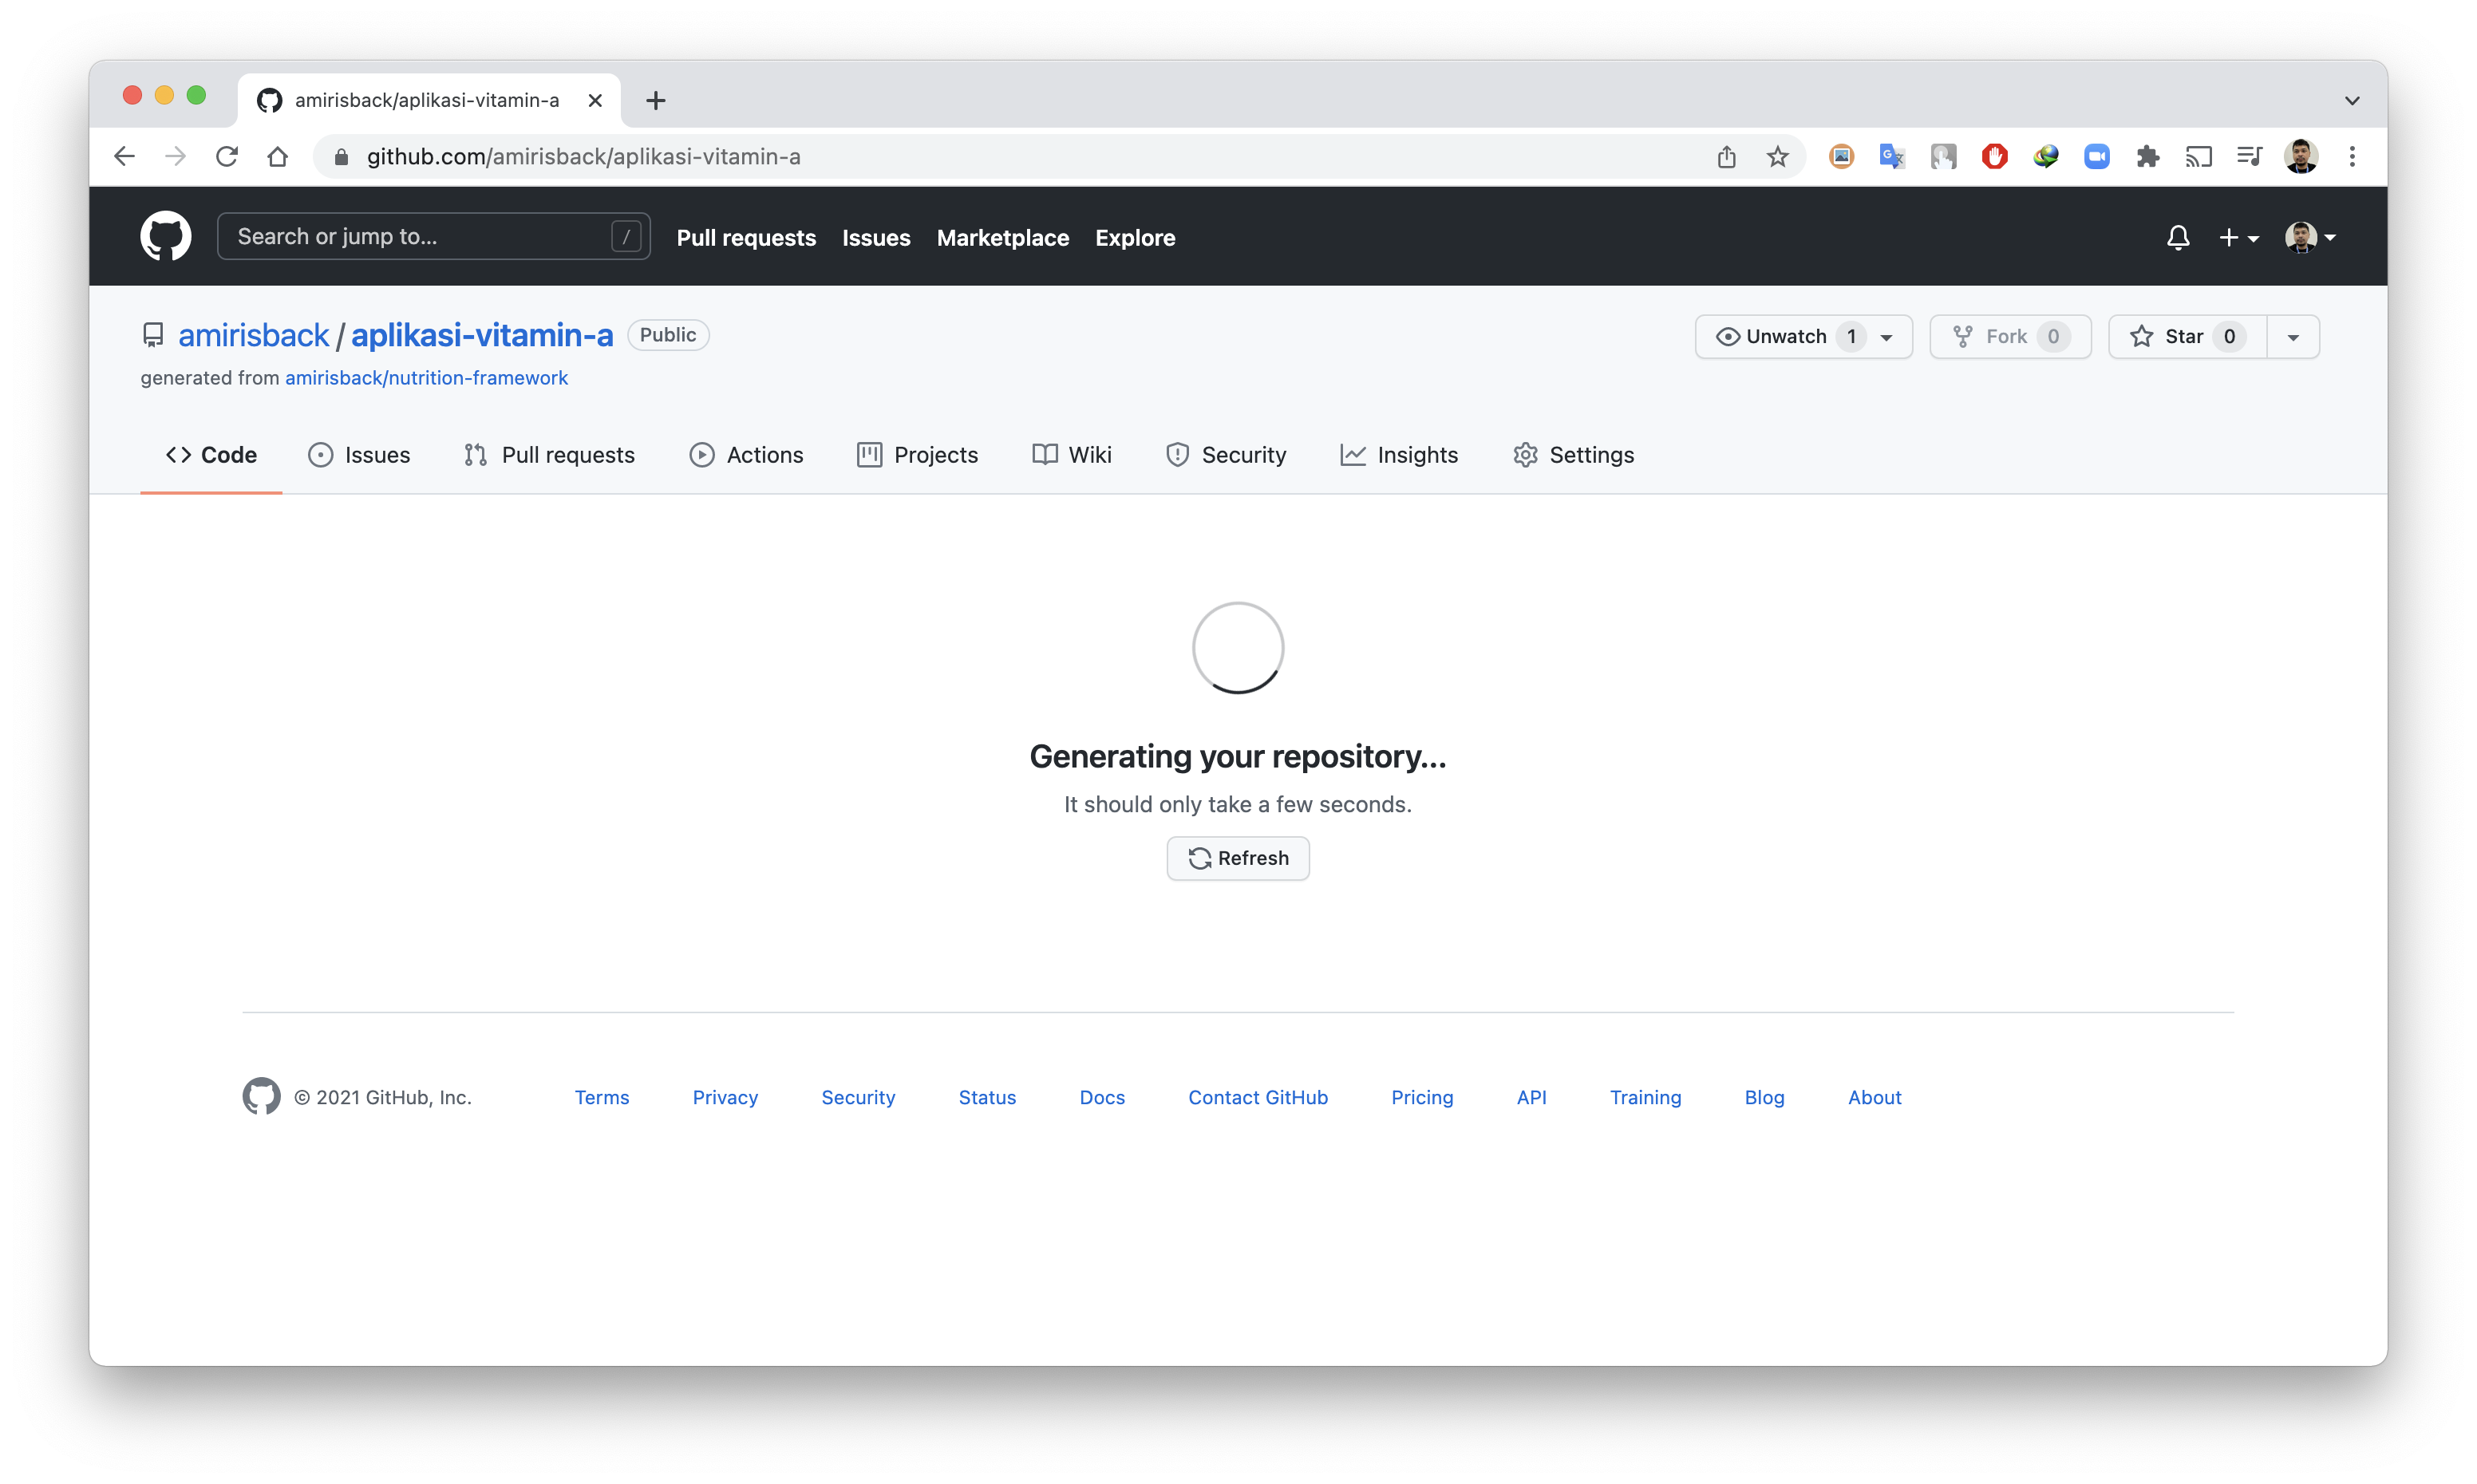 amirisback/aplikasi-vitamin-a
github.com/amirisback/aplikasi-vitamin-a
Search or jump to... / Pull requests Issues Marketplace Explore
amirisback / aplikasi-vitamin-a Public Unwatch 1 Fork 0 Star 0
generated from amirisback/nutrition-framework
Code Issues Pull requests Actions Projects Wiki Security Insights Settings
Generating your repository...
It should only take a few seconds.
Refresh
© 2021 GitHub, Inc. Terms Privacy Security Status Docs Contact GitHub Pricing API Training Blog About